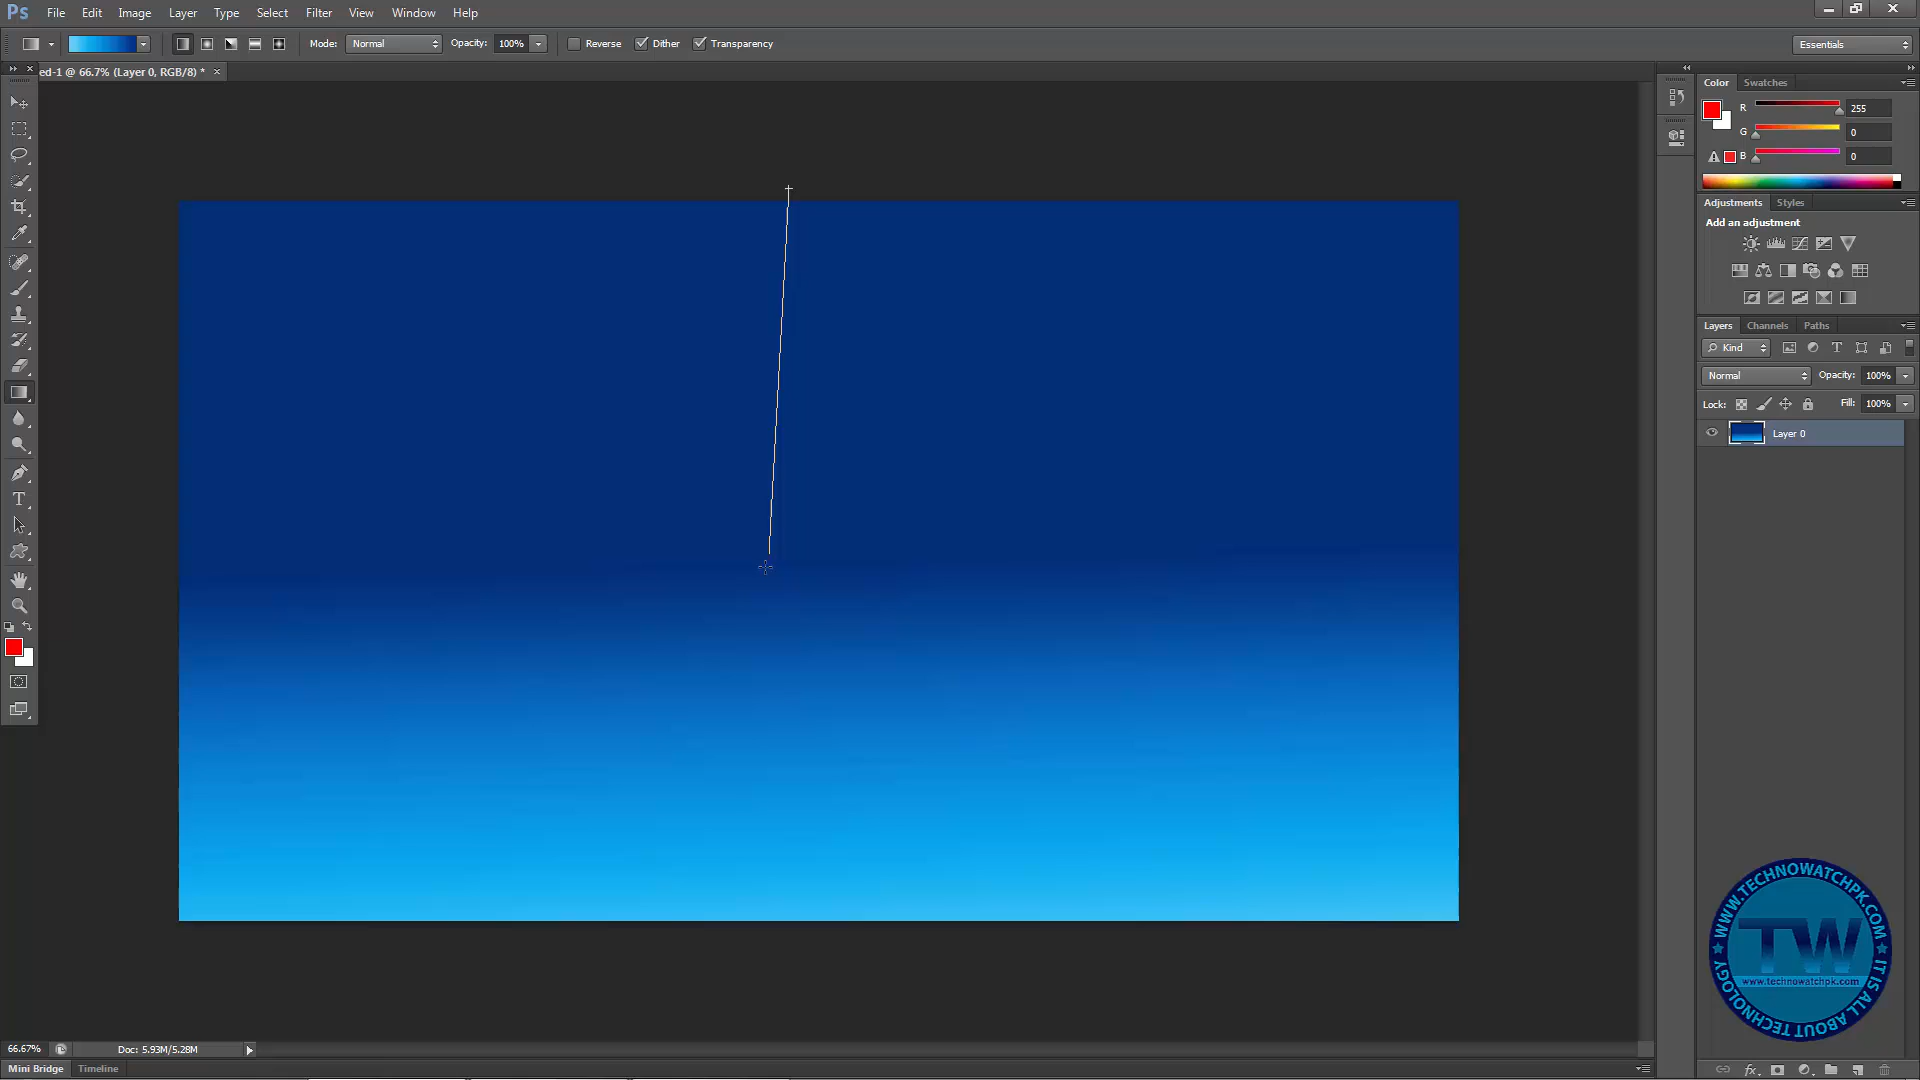 Ps File Edit Image Layer Type Select Filter View Window Help
Mode: Normal Opacity: 100% Reverse Dither Transparency Essentials
ed-1 @ 66.7% (Layer 0, RGB/8) *
Color Swatches
R 255
G 0
B 0
Adjustments Styles
Add an adjustment
Layers Channels Paths
Kind
Normal Opacity: 100%
Lock: Fill: 100%
Layer 0
WWW.TECHNOWATCHPK.COM
TW
www.technowatchpk.com
IT IS ALL ABOUT TECHNOLOGY
66.67% Doc: 5.93M/5.28M
Mini Bridge Timeline